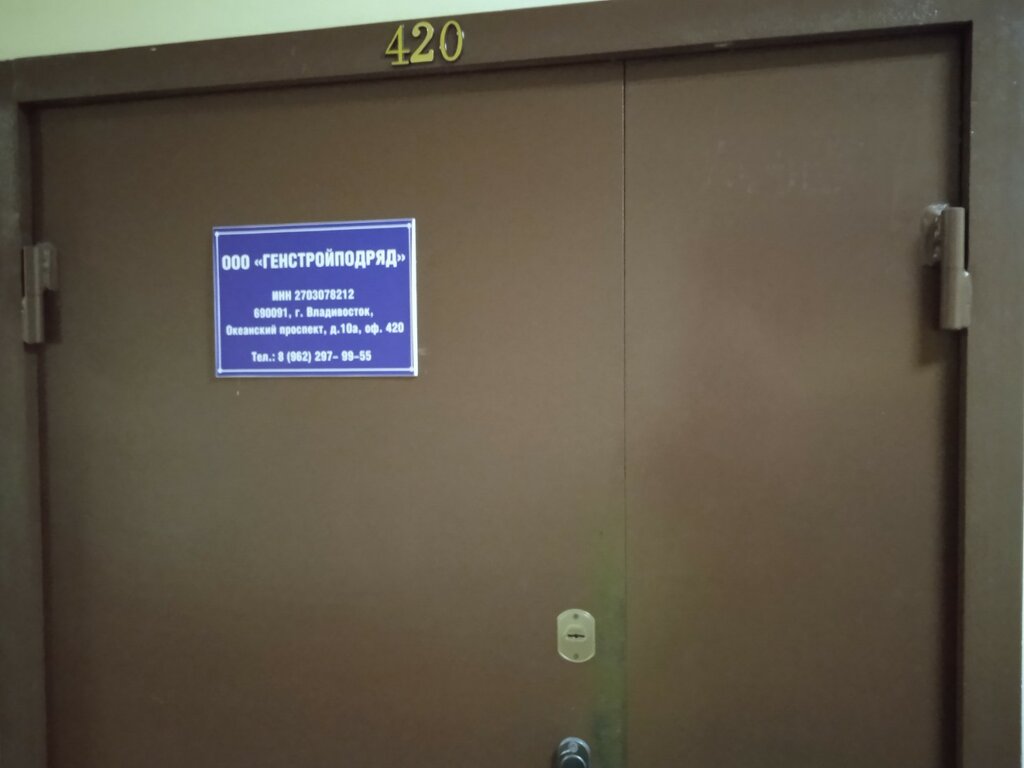 420
ООО «ГЕНСТРОЙПОДРЯД»
ИНН 2703078212
690091, г. Владивосток,
Океанский проспект, д.10а, оф. 420
Тел.: 8 (962) 297- 99-55